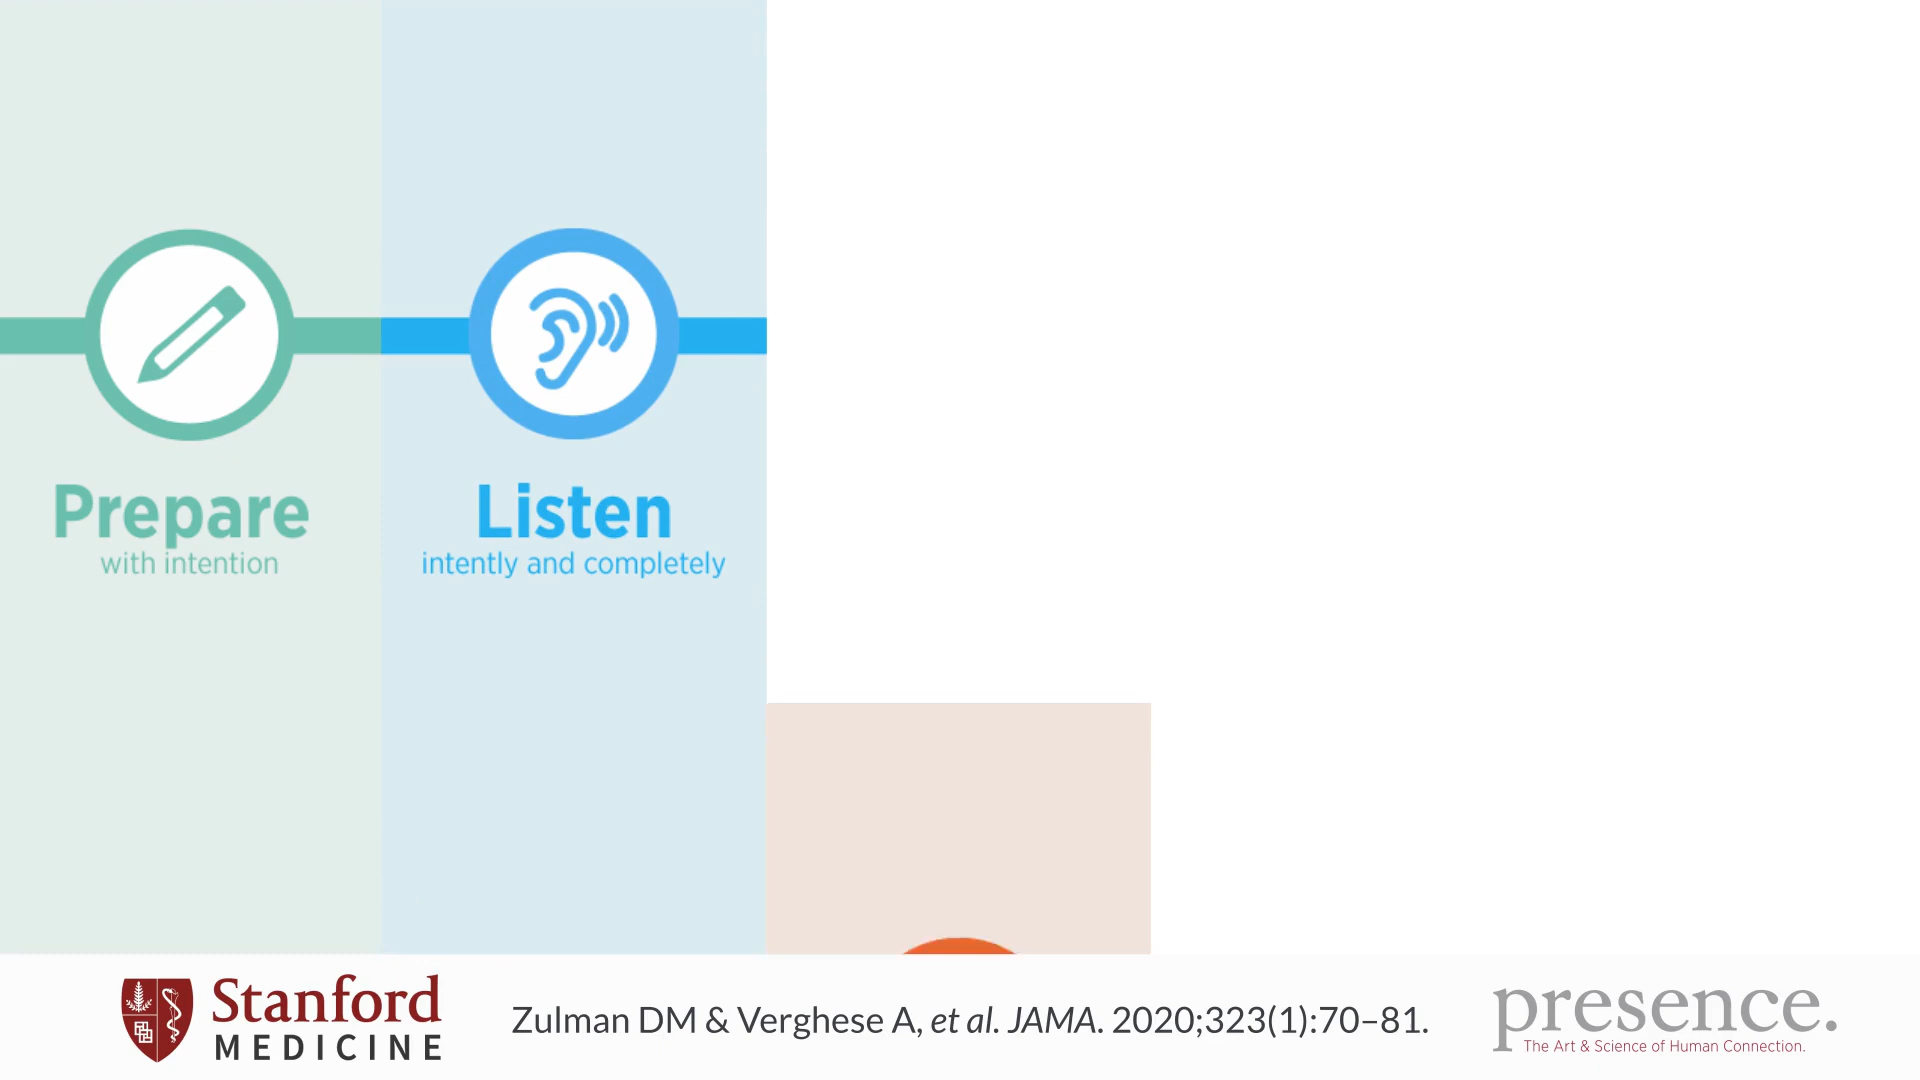 Prepare
with intention
Listen
intently and completely
Stanford
MEDICINE
Zulman DM & Verghese A, et al. JAMA. 2020;323(1):70–81.
presence.
The Art & Science of Human Connection.